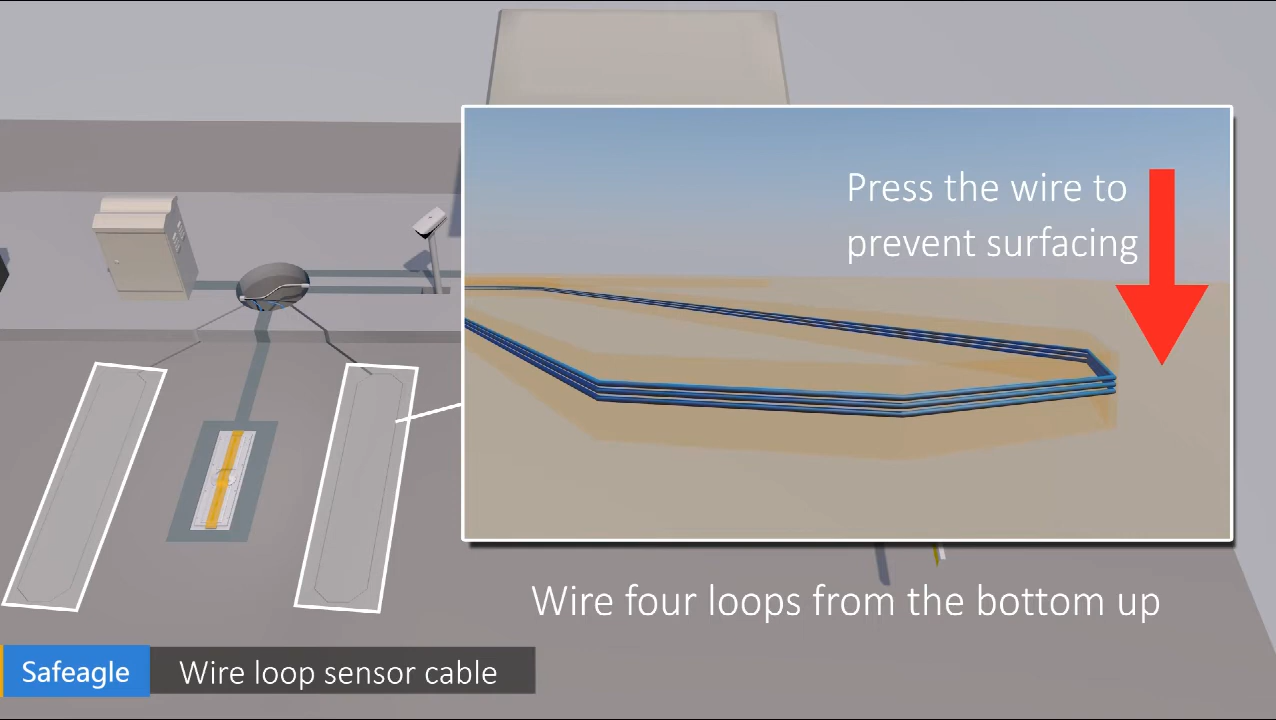 Press the wire to
prevent surfacing
Wire four loops from the bottom up
Safeagle
Wire loop sensor cable